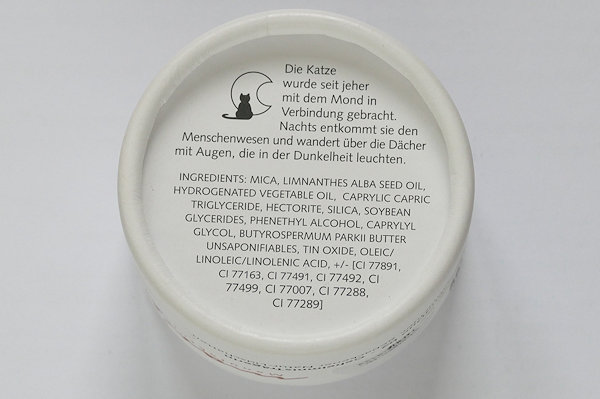 Die Katze
wurde seit jeher
mit dem Mond in
Verbindung gebracht.
Nachts entkommt sie den
Menschenwesen und wandert über die Dächer
mit Augen, die in der Dunkelheit leuchten.
INGREDIENTS: MICA, LIMNANTHES ALBA SEED OIL,
HYDROGENATED VEGETABLE OIL, CAPRYLIC CAPRIC
TRIGLYCERIDE, HECTORITE, SILICA, SOYBEAN
GLYCERIDES, PHENETHYL ALCOHOL, CAPRYLYL
GLYCOL, BUTYROSPERMUM PARKII BUTTER
UNSAPONIFIABLES, TIN OXIDE, OLEIC/
LINOLEIC/LINOLENIC ACID, +/- [CI 77891,
CI 77163, CI 77491, CI 77492, CI
77499, CI 77007, CI 77288,
CI 77289]